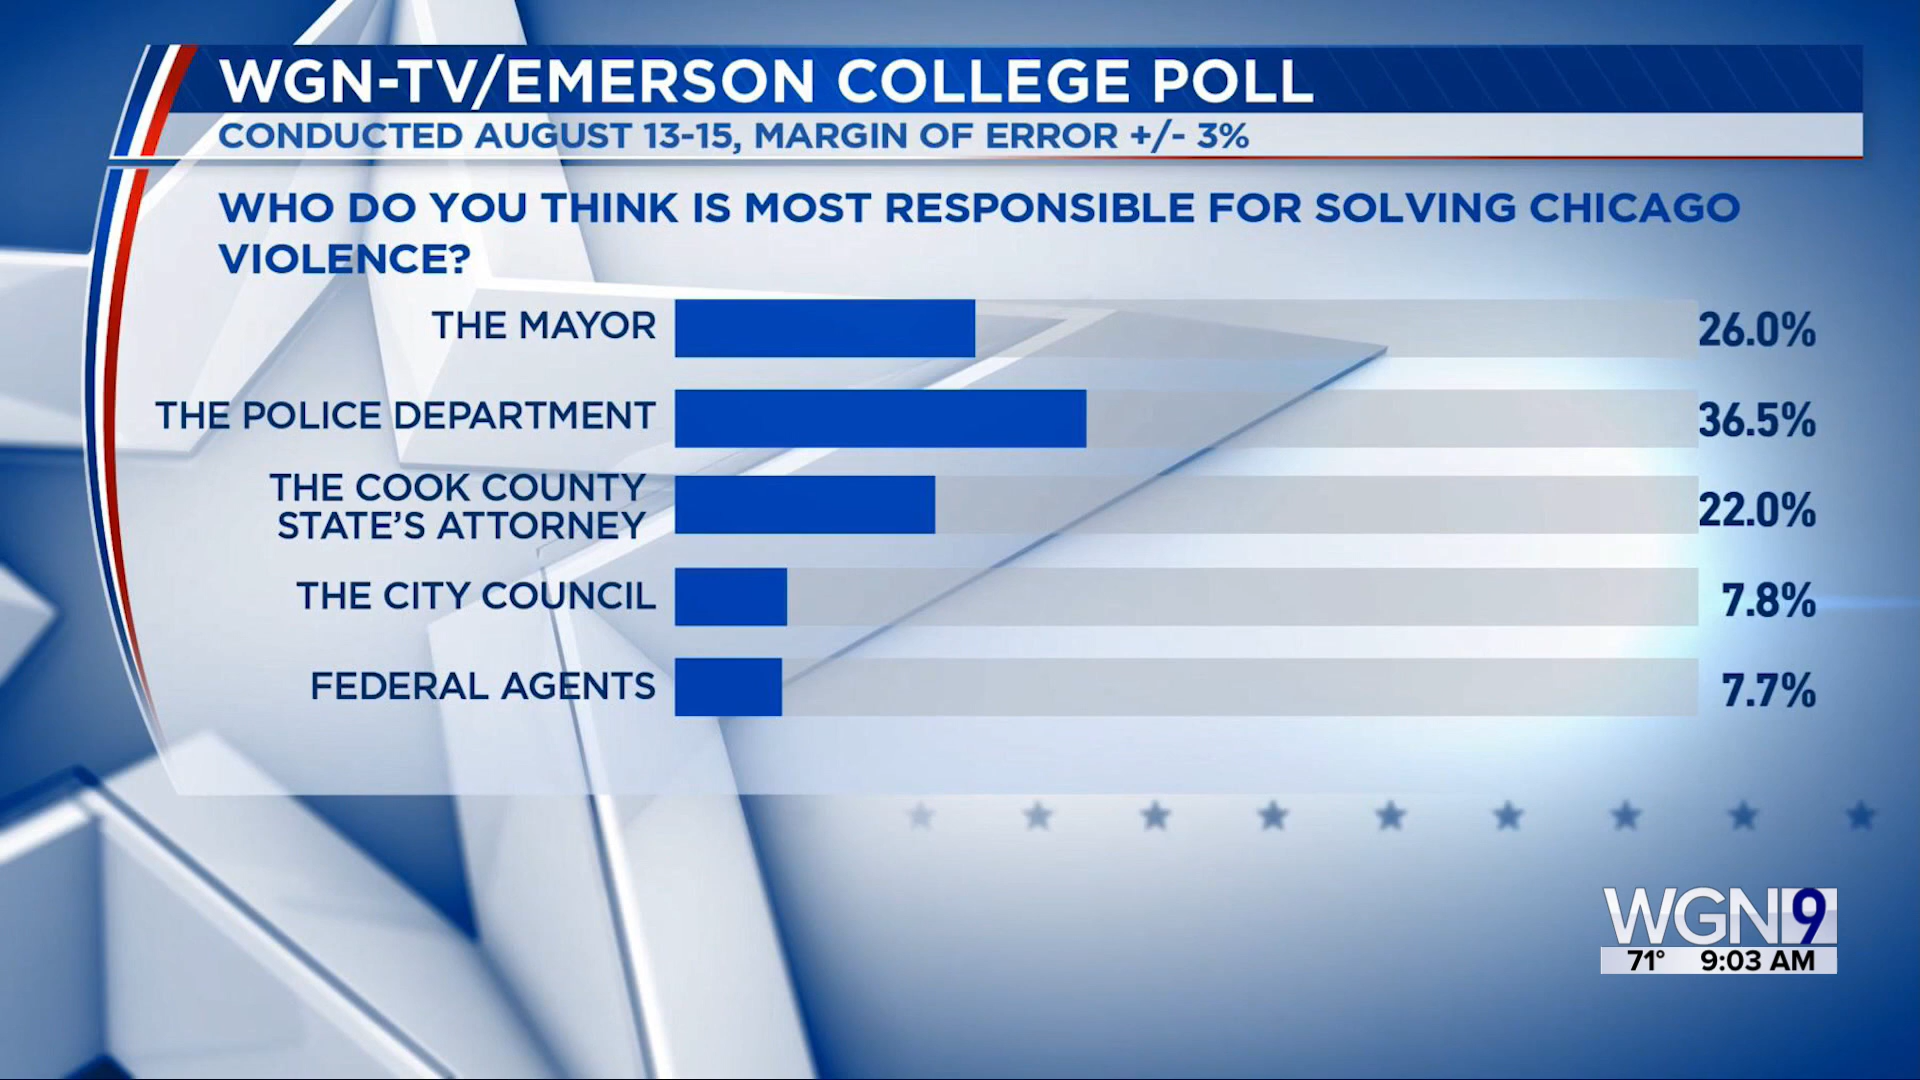 WGN-TV/EMERSON COLLEGE POLL
CONDUCTED AUGUST 13-15, MARGIN OF ERROR +/- 3%
WHO DO YOU THINK IS MOST RESPONSIBLE FOR SOLVING CHICAGO
VIOLENCE?
THE MAYOR 26.0%
THE POLICE DEPARTMENT 36.5%
THE COOK COUNTY
STATE'S ATTORNEY 22.0%
THE CITY COUNCIL 7.8%
FEDERAL AGENTS 7.7%
WGN9
71° 9:03 AM